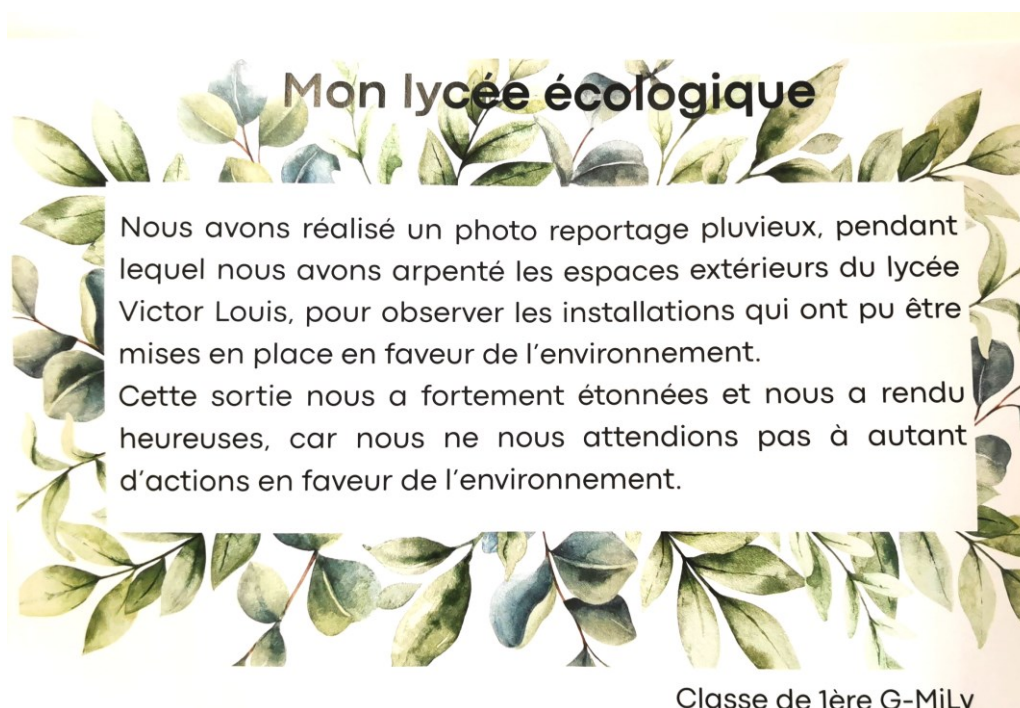 Mon lycée écologique
Nous avons réalisé un photo reportage pluvieux, pendant
lequel nous avons arpenté les espaces extérieurs du lycée
Victor Louis, pour observer les installations qui ont pu être
mises en place en faveur de l'environnement.
Cette sortie nous a fortement étonnées et nous a rendu
heureuses, car nous ne nous attendions pas à autant
d'actions en faveur de l'environnement.
Classe de 1ère G-MiLy